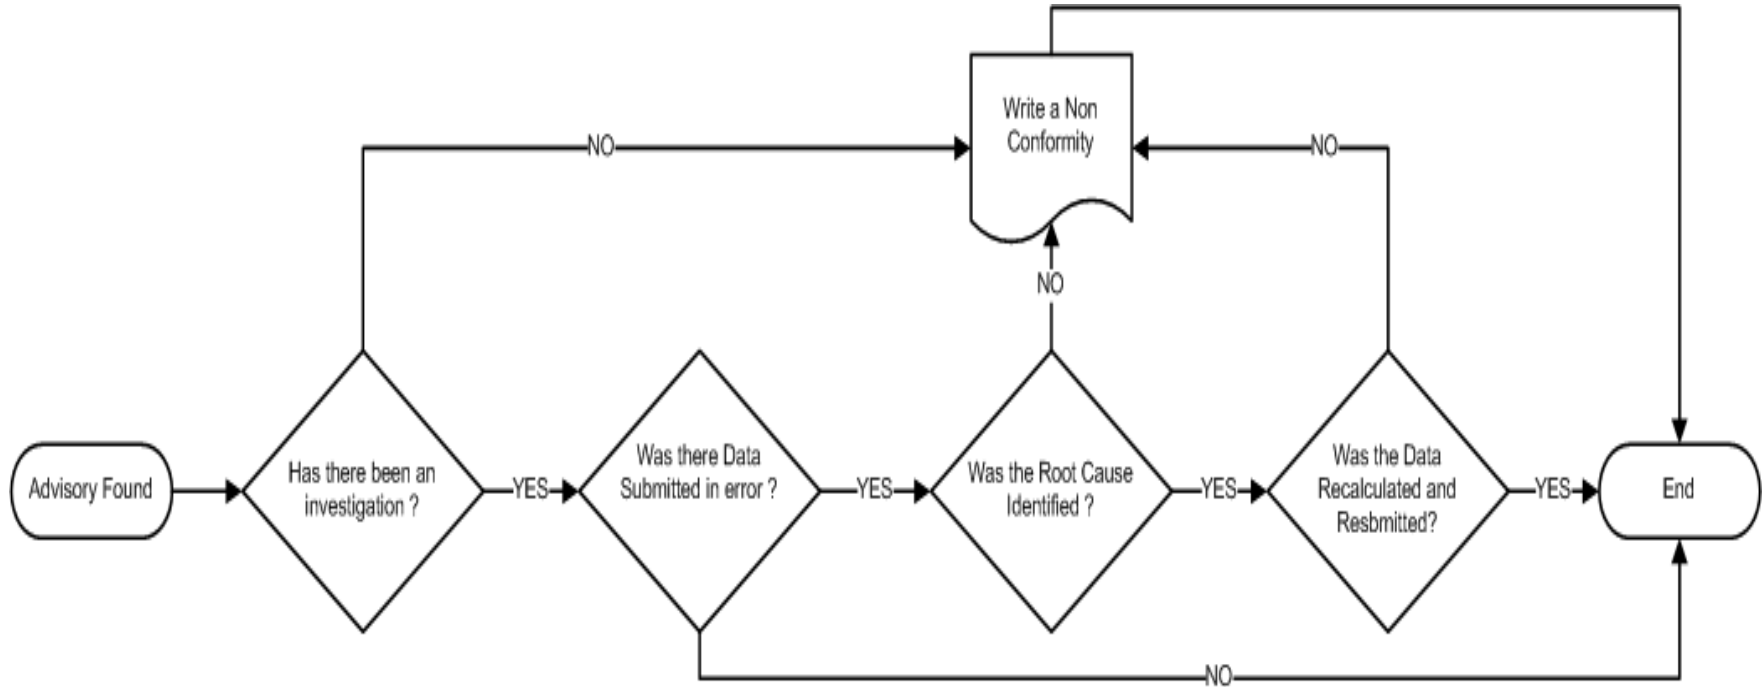 Write a Non
Conformity
NO
NO
NO
Advisory Found
Has there been an
investigation ?
YES
Was there Data
Submitted in error ?
YES
Was the Root Cause
Identified ?
YES
Was the Data
Recalculated and
Resbmitted?
YES
End
NO